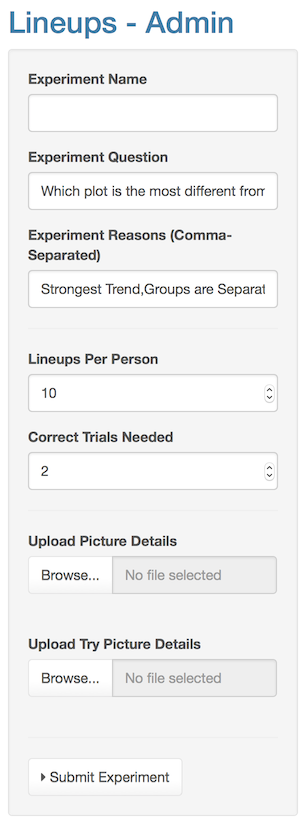 Lineups - Admin
Experiment Name
Experiment Question
Which plot is the most different from
Experiment Reasons (Comma-
Separated)
Strongest Trend,Groups are Separat
Lineups Per Person
10
Correct Trials Needed
2
Upload Picture Details
Browse... No file selected
Upload Try Picture Details
Browse... No file selected
Submit Experiment